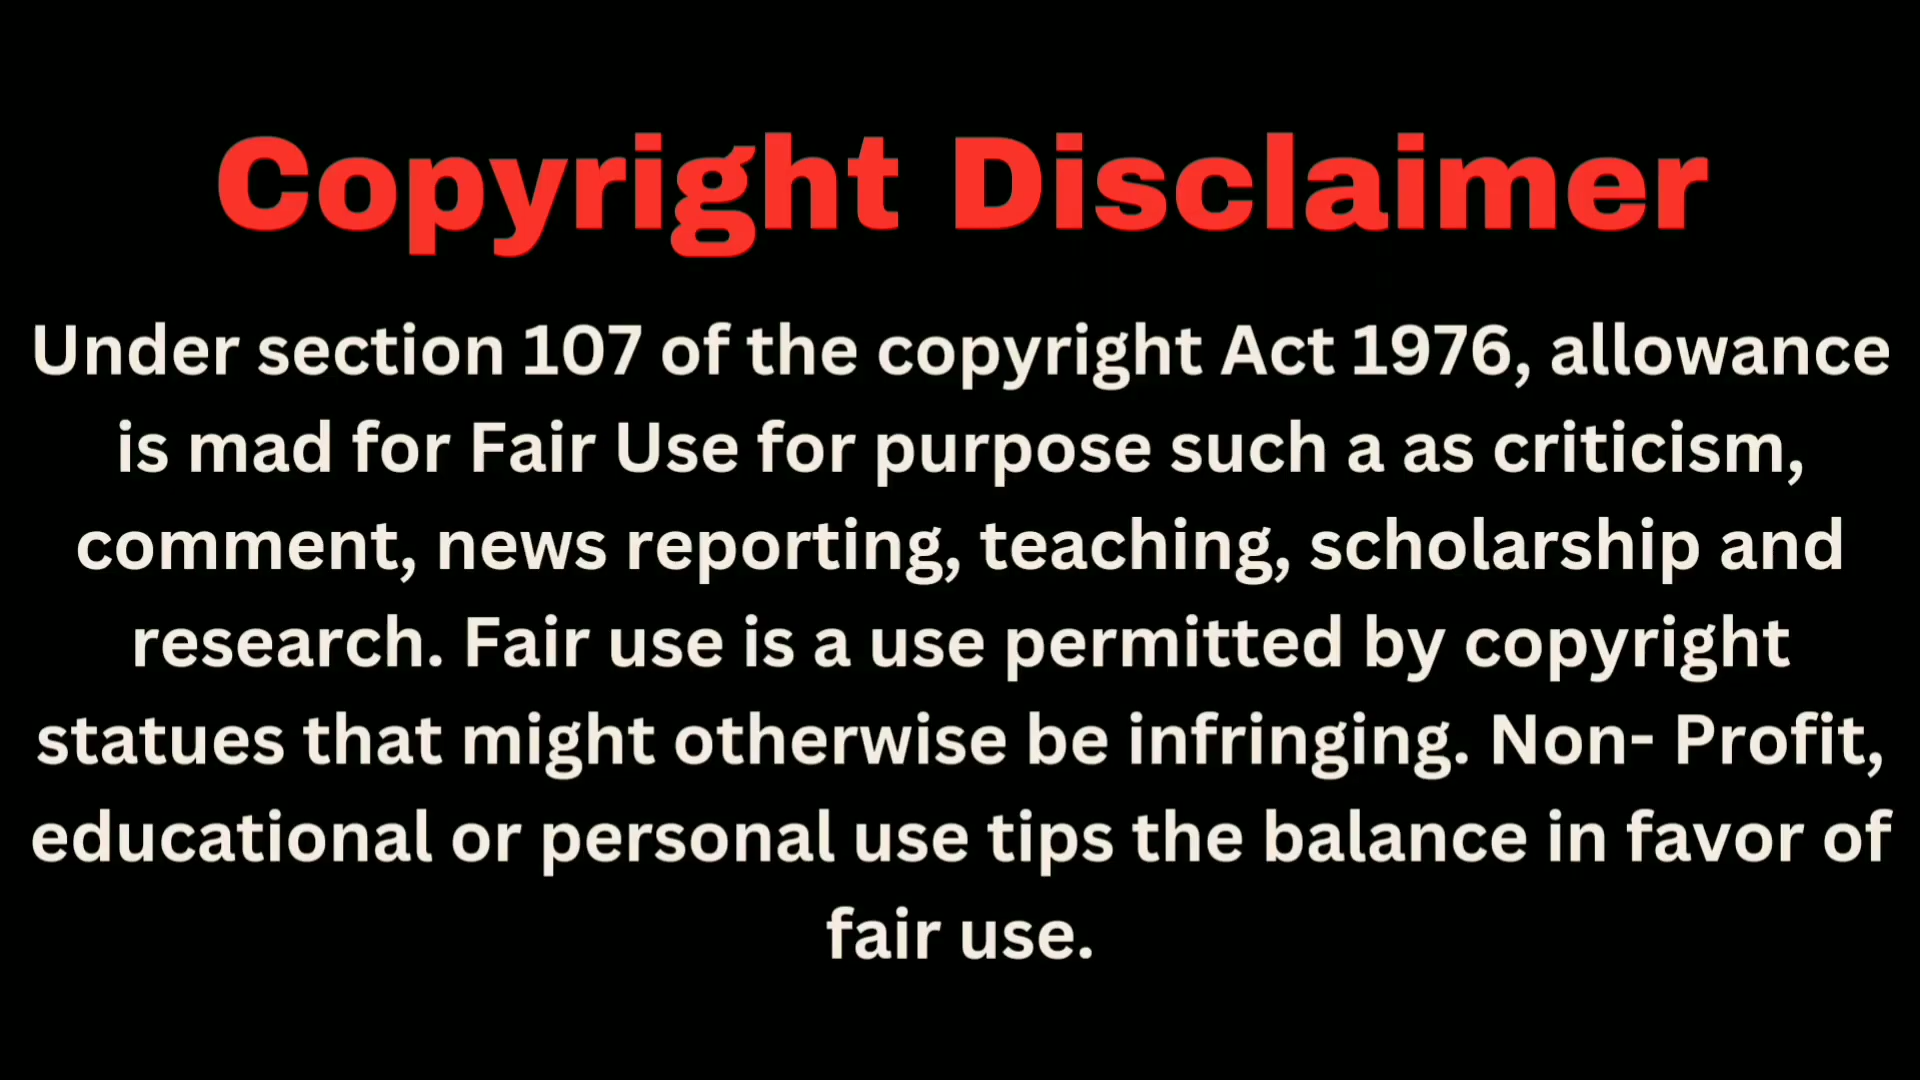 Copyright Disclaimer
Under section 107 of the copyright Act 1976, allowance
is mad for Fair Use for purpose such a as criticism,
comment, news reporting, teaching, scholarship and
research. Fair use is a use permitted by copyright
statues that might otherwise be infringing. Non- Profit,
educational or personal use tips the balance in favor of
fair use.